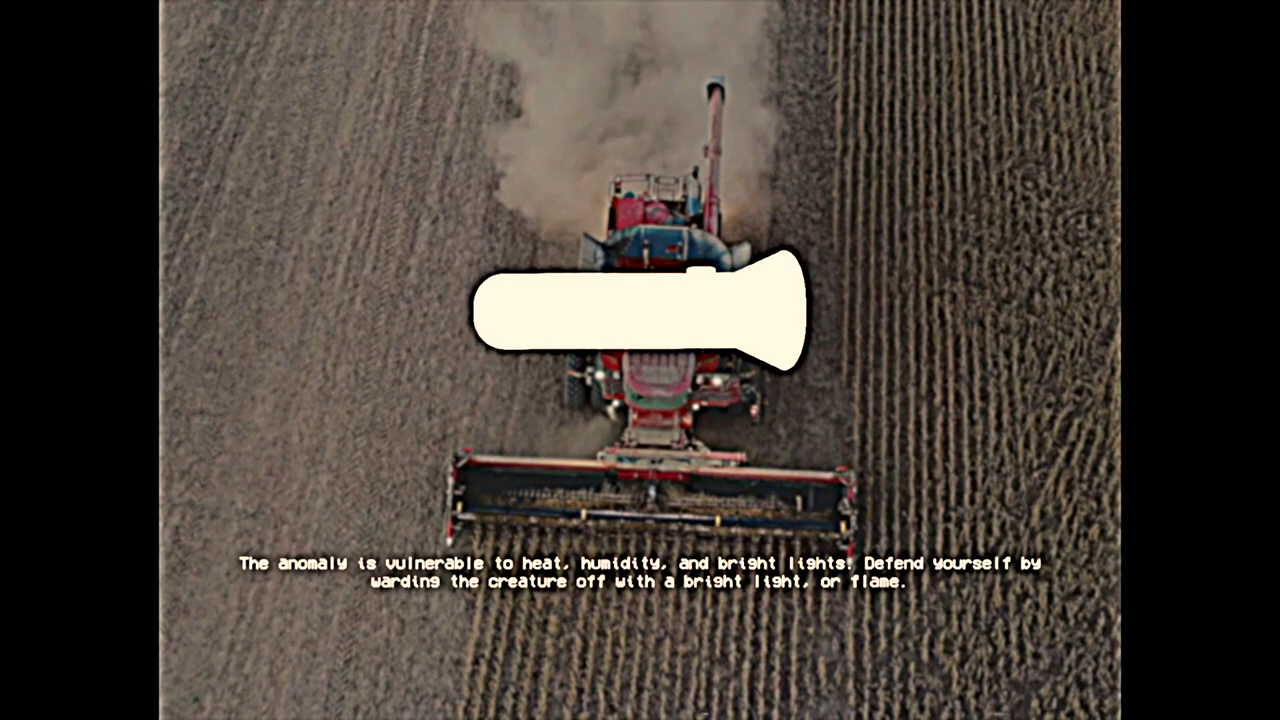 The anomaly is vulnerable to heat, humidity, and bright lights! Defend yourself by
warding the creature off with a bright light, or flame.